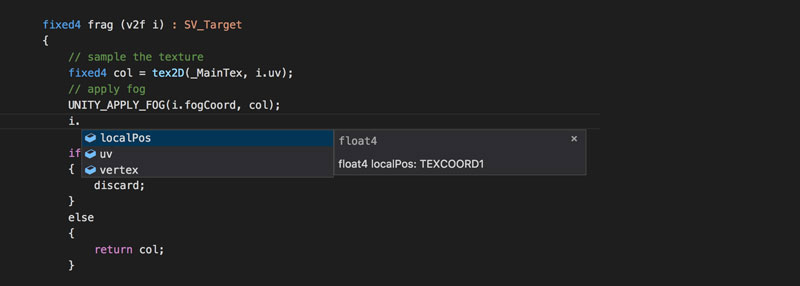 fixed4 frag (v2f i) : SV_Target
{
// sample the texture
fixed4 col = tex2D(_MainTex, i.uv);
// apply fog
UNITY_APPLY_FOG(i.fogCoord, col);
i.
localPos
float4
×
uv
if
float4 localPos: TEXCOORD1
{
vertex
discard;
}
else
{
return col;
}